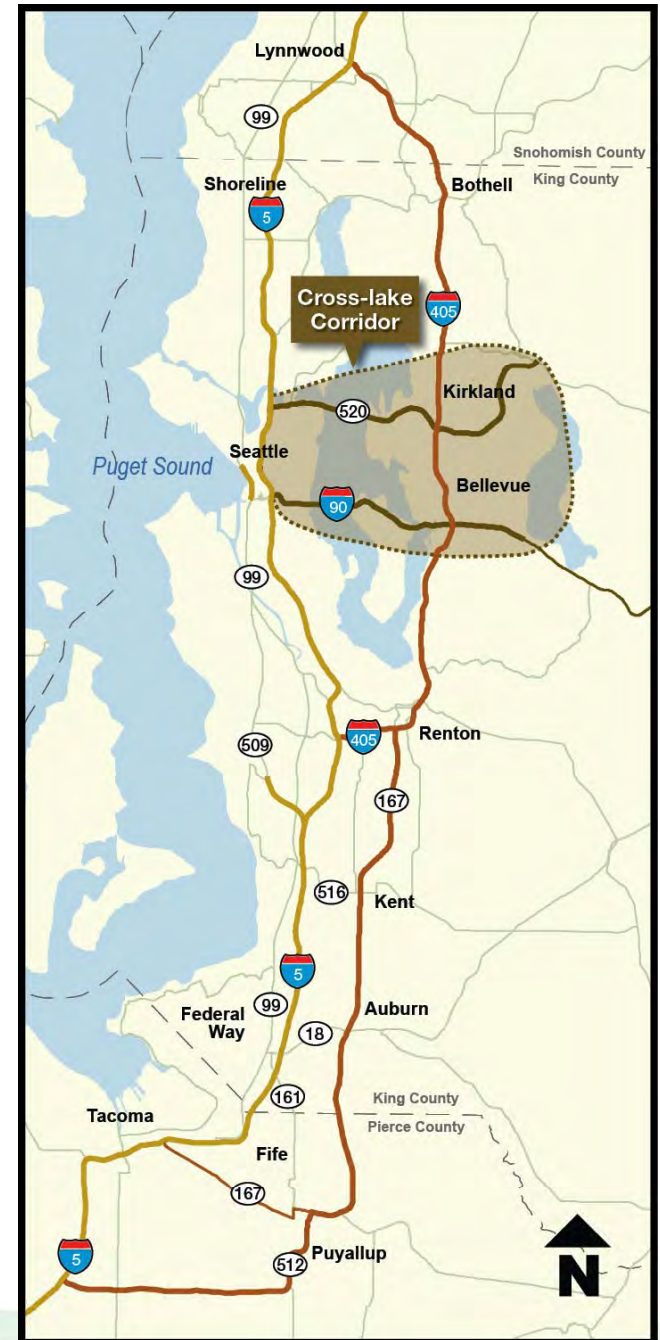 Lynnwood
99
Snohomish County
King County
Shoreline
Bothell
5
Cross-lake
Corridor
405
Kirkland
520
Seattle
Puget Sound
Bellevue
90
99
Renton
405
509
167
516
Kent
5
99
Federal
Way
Auburn
18
161
King County
Pierce County
Tacoma
Fife
167
5
512
Puyallup
N